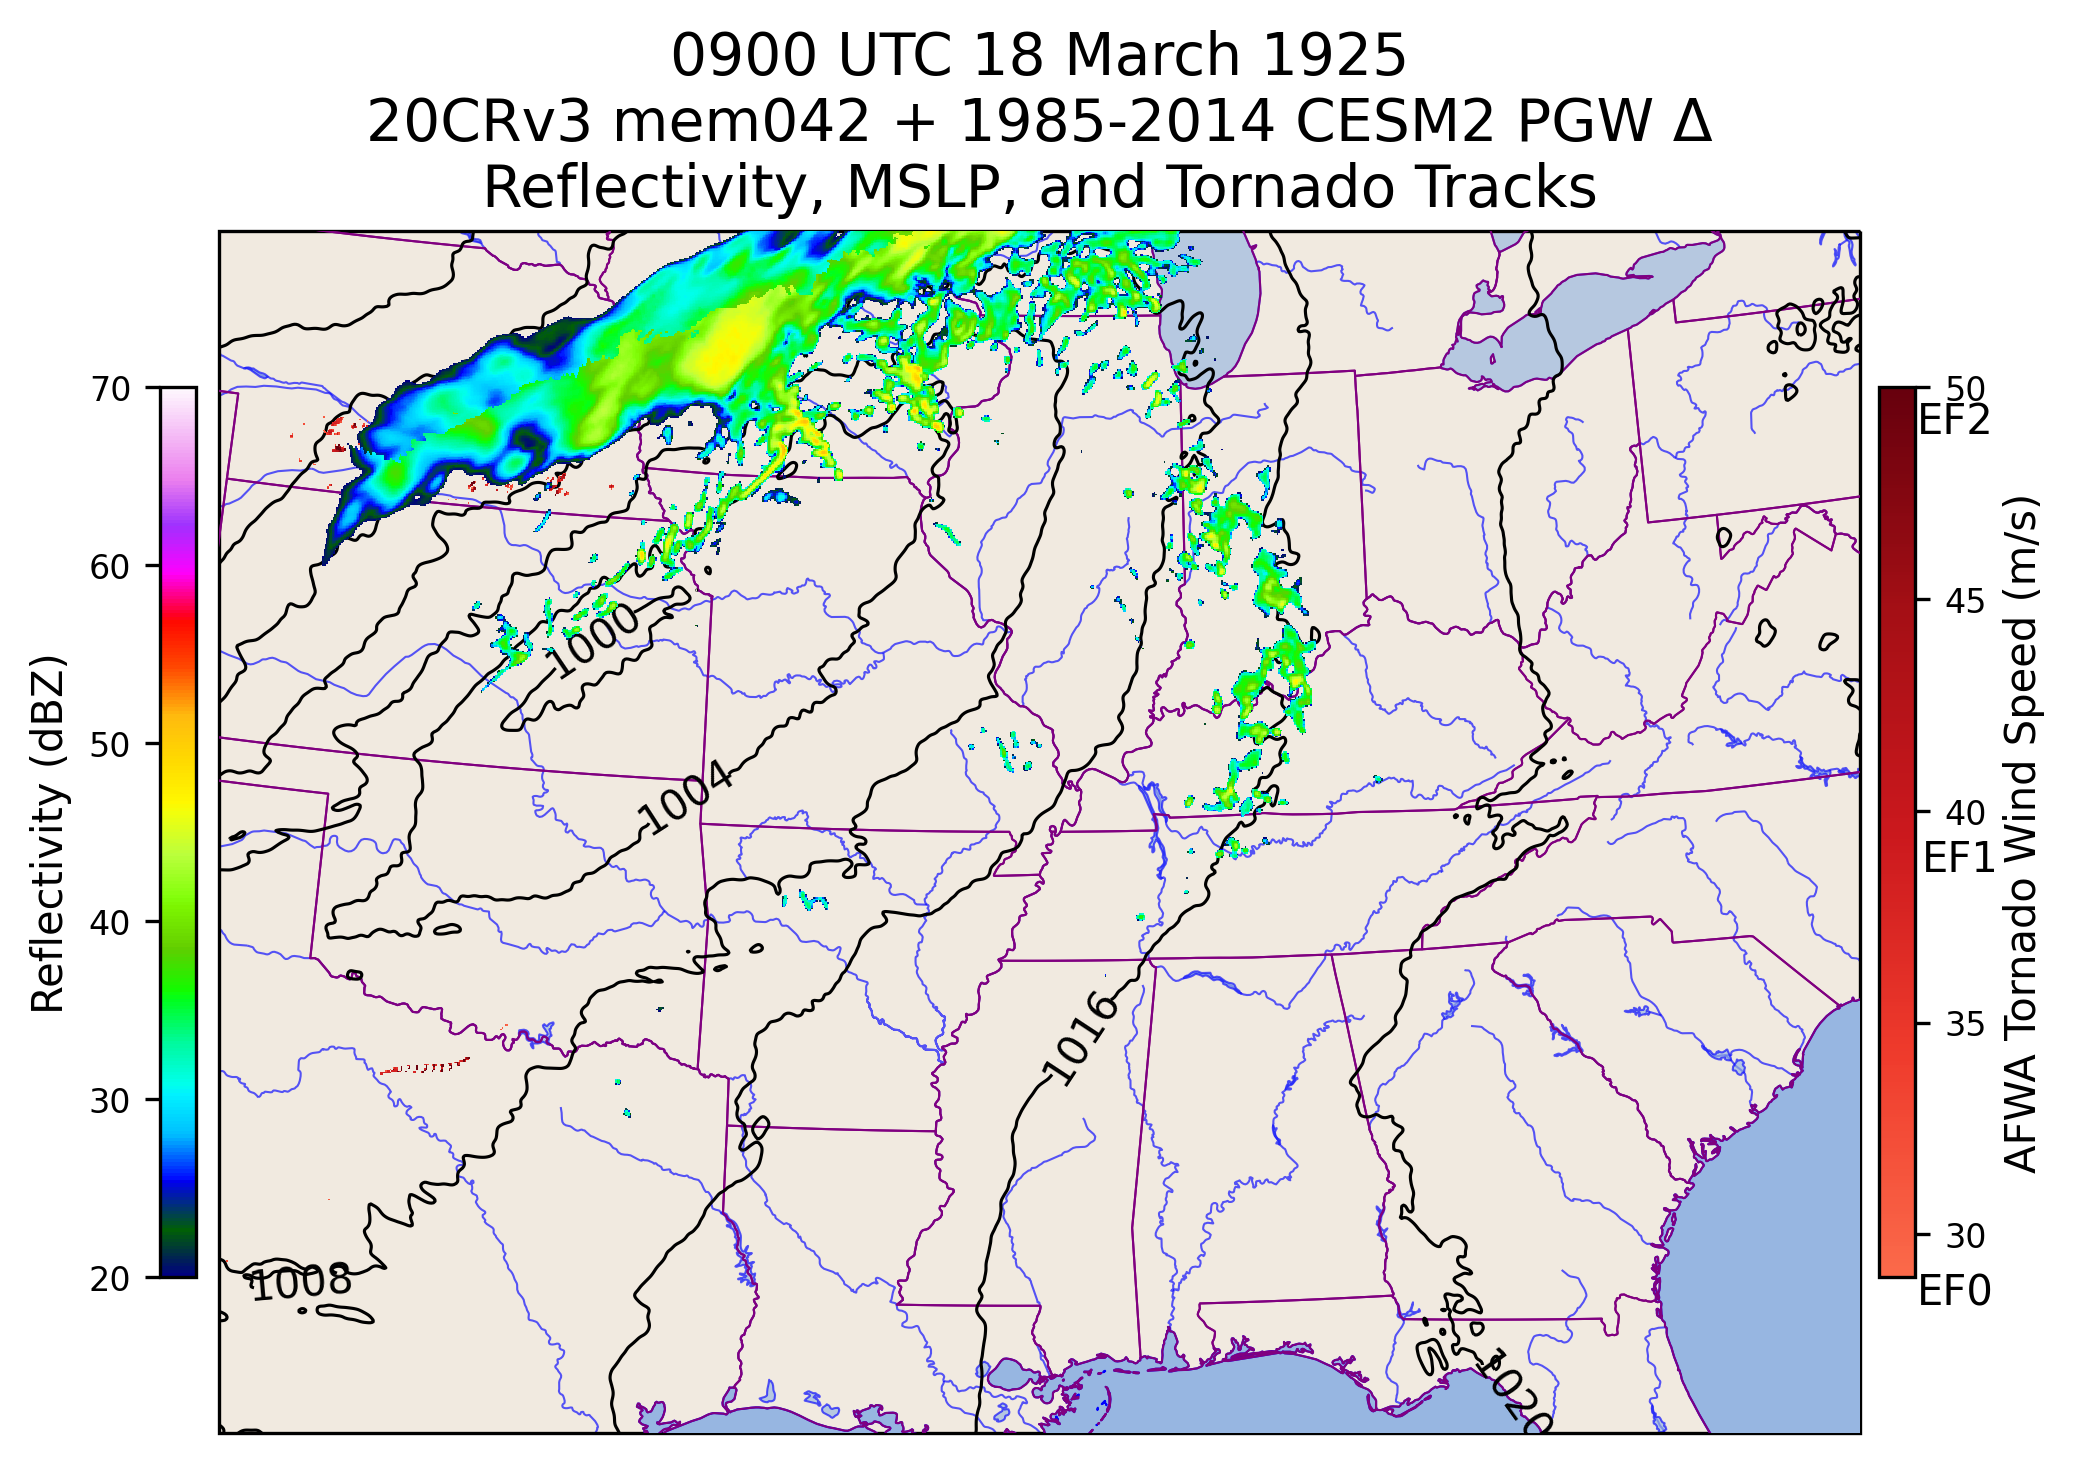 0900 UTC 18 March 1925
20CRv3 mem042 + 1985-2014 CESM2 PGW Δ
Reflectivity, MSLP, and Tornado Tracks
70
60
50
40
30
20
Reflectivity (dBZ)
1000
1004
1016
1008
1020
50
EF2
45
40
EF1
35
30
EF0
AFWA Tornado Wind Speed (m/s)